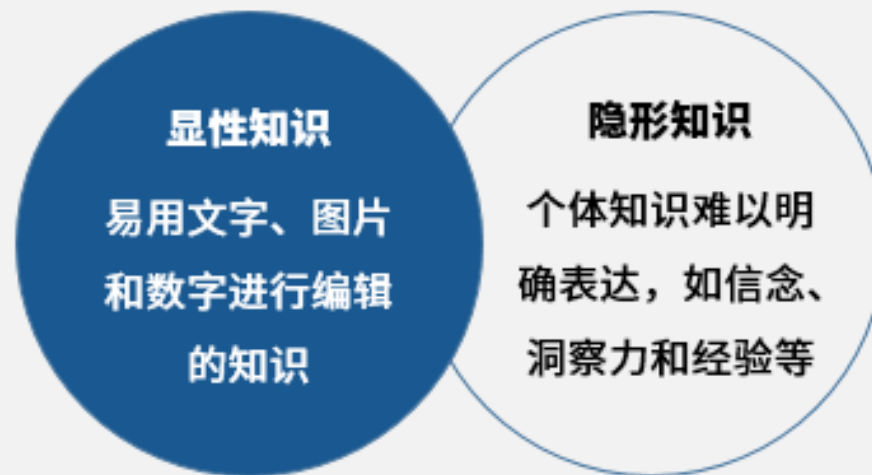 显性知识
易用文字、图片
和数字进行编辑
的知识
隐形知识
个体知识难以明
确表达，如信念、
洞察力和经验等